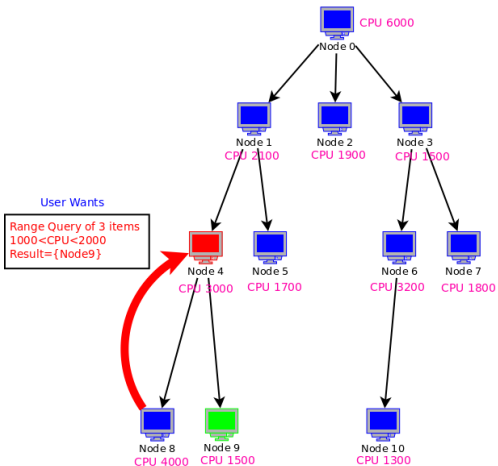 CPU 6000
Node 0
Node 1
CPU 2100
Node 2
CPU 1900
Node 3
CPU 1500
User Wants
Range Query of 3 items
1000<CPU<2000
Result={Node9}
Node 4
CPU 3000
Node 5
CPU 1700
Node 6
CPU 3200
Node 7
CPU 1800
Node 8
CPU 4000
Node 9
CPU 1500
Node 10
CPU 1300